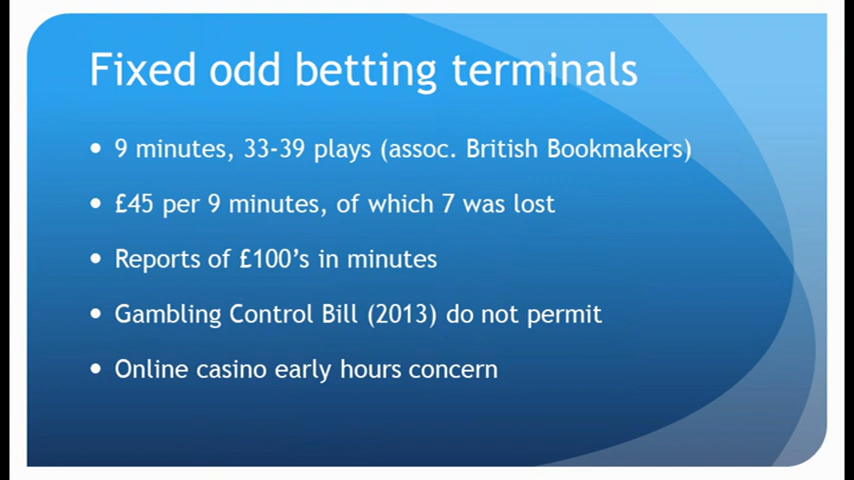 Fixed odd betting terminals
• 9 minutes, 33-39 plays (assoc. British Bookmakers)
• £45 per 9 minutes, of which 7 was lost
• Reports of £100’s in minutes
• Gambling Control Bill (2013) do not permit
• Online casino early hours concern